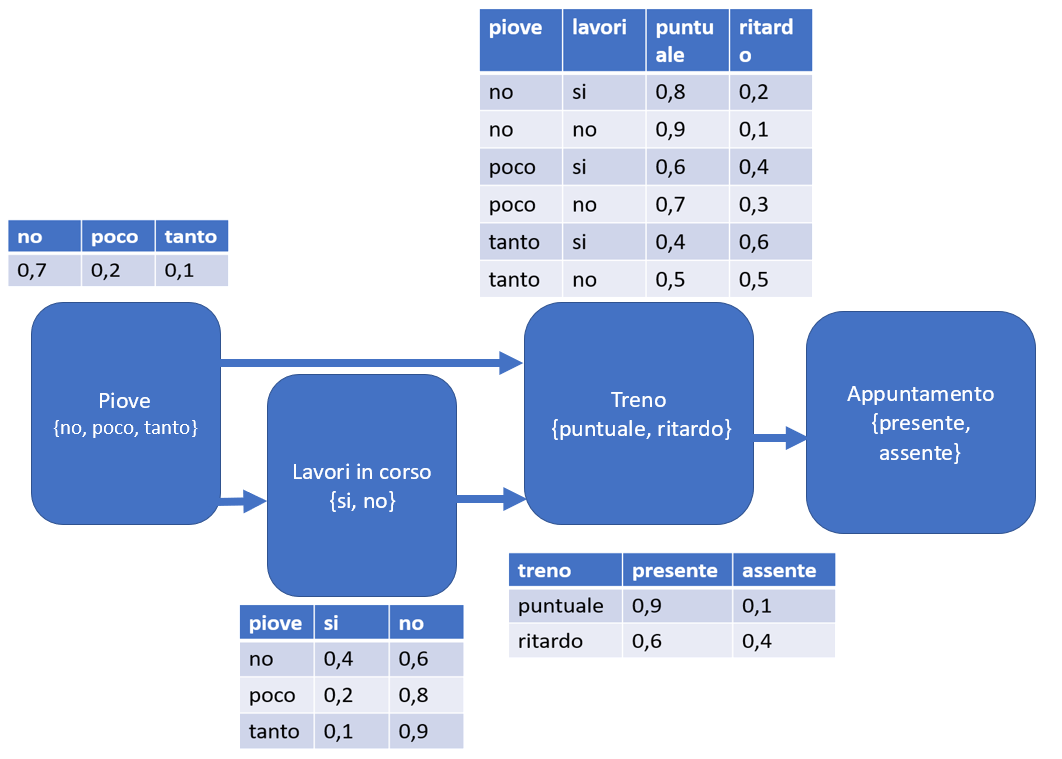 piove lavori puntu ritard
ale o
no si 0,8 0,2
no no 0,9 0,1
poco si 0,6 0,4
poco no 0,7 0,3
tanto si 0,4 0,6
tanto no 0,5 0,5
no poco tanto
0,7 0,2 0,1
Piove
{no, poco, tanto}
Lavori in corso
{si, no}
Treno
{puntuale, ritardo}
Appuntamento
{presente,
assente}
piove si no
no 0,4 0,6
poco 0,2 0,8
tanto 0,1 0,9
treno presente assente
puntuale 0,9 0,1
ritardo 0,6 0,4